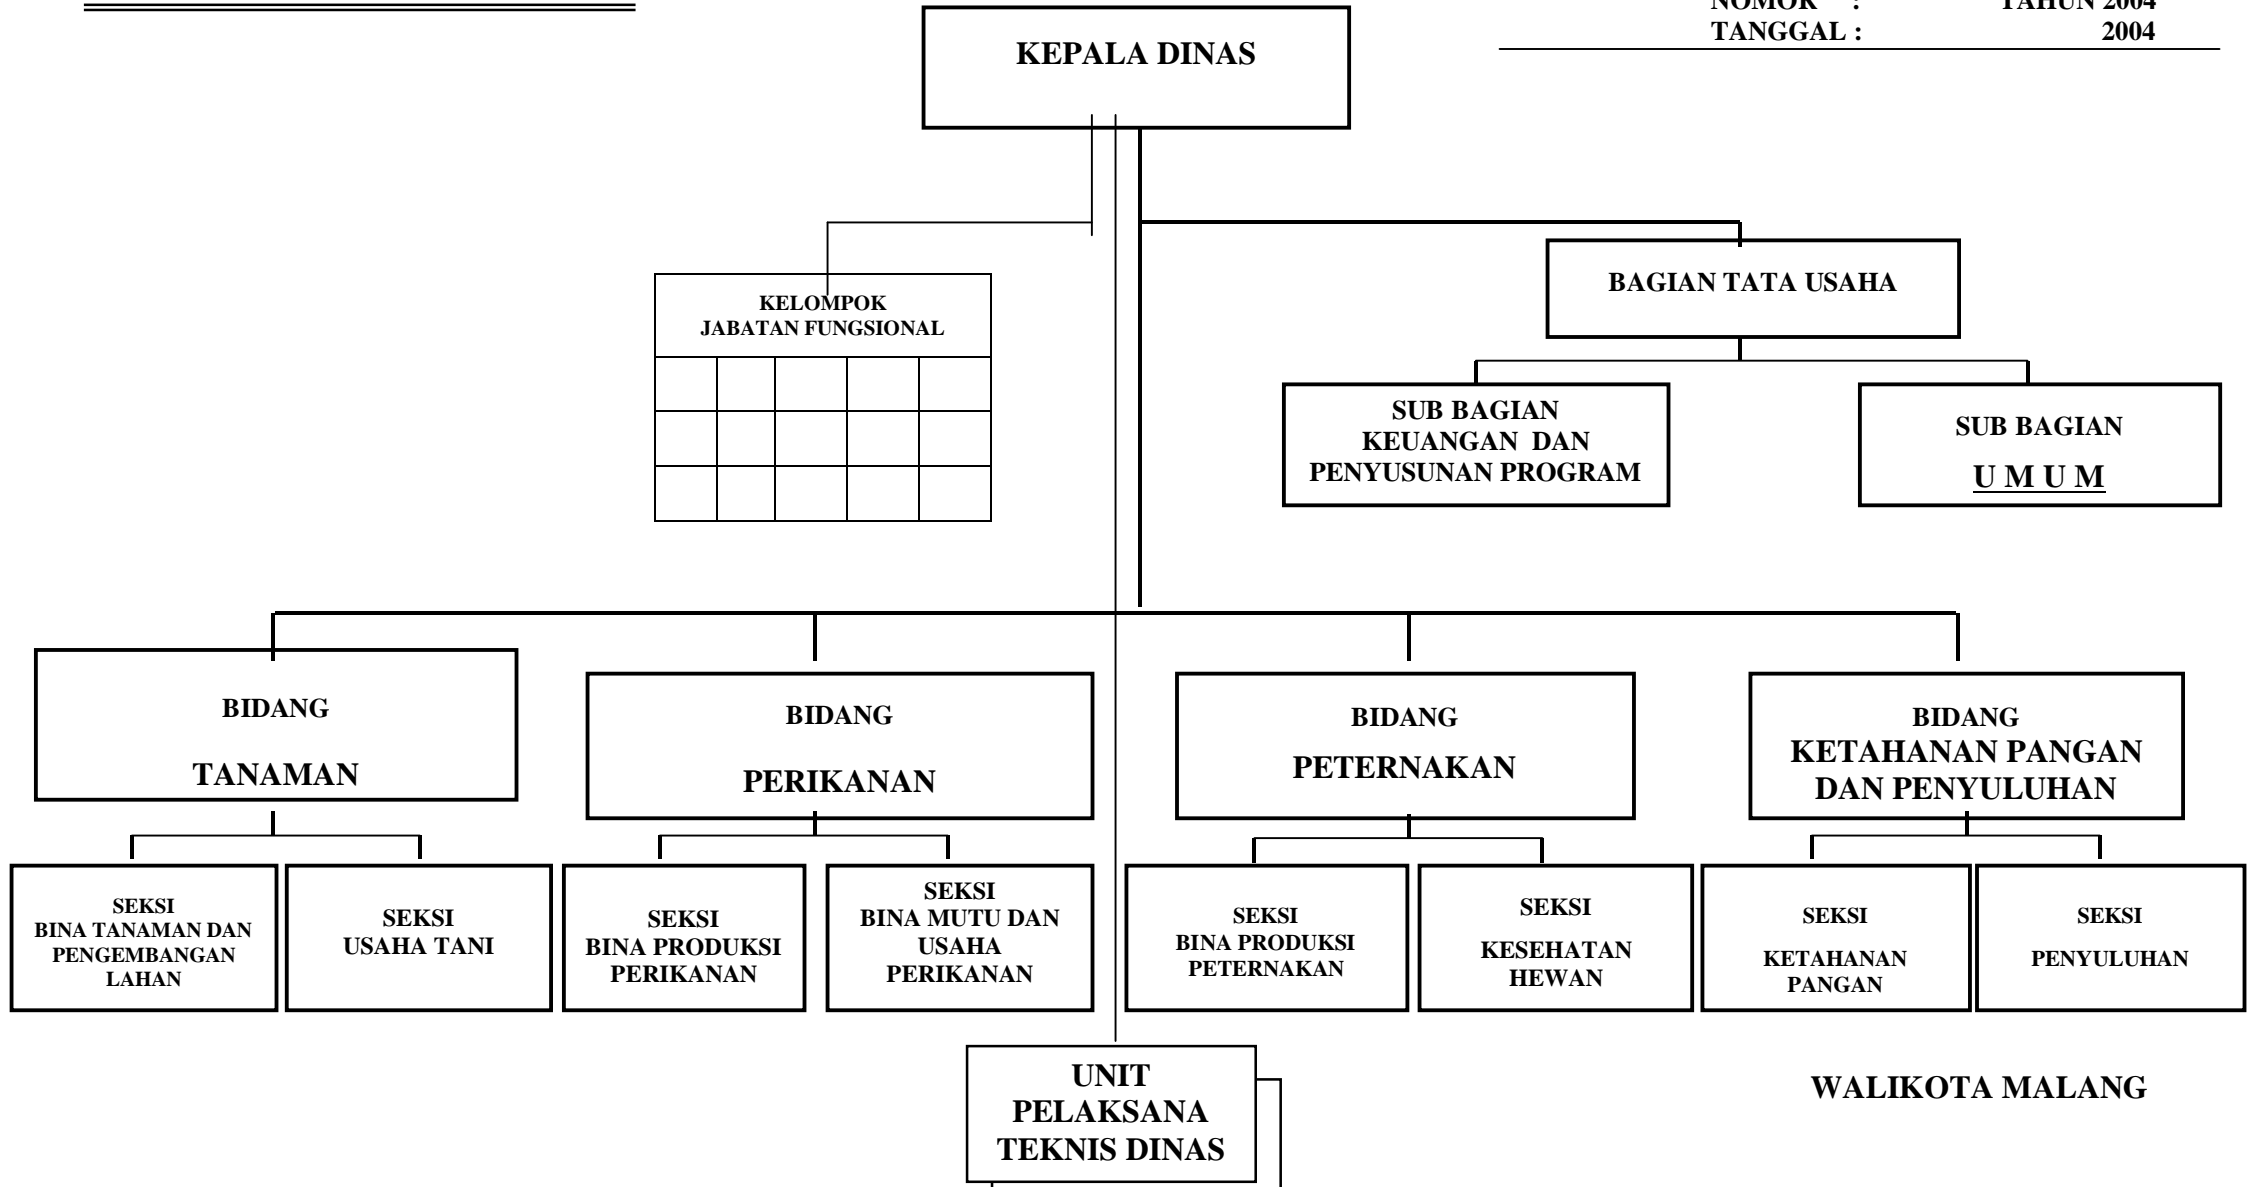 NOMOR : TAHUN 2004
TANGGAL : 2004
KEPALA DINAS
BAGIAN TATA USAHA
KELOMPOK
JABATAN FUNGSIONAL
SUB BAGIAN
KEUANGAN DAN
PENYUSUNAN PROGRAM
SUB BAGIAN
U M U M
BIDANG
TANAMAN
BIDANG
PERIKANAN
BIDANG
PETERNAKAN
BIDANG
KETAHANAN PANGAN
DAN PENYULUHAN
SEKSI
BINA TANAMAN DAN
PENGEMBANGAN
LAHAN
SEKSI
USAHA TANI
SEKSI
BINA PRODUKSI
PERIKANAN
SEKSI
BINA MUTU DAN
USAHA
PERIKANAN
SEKSI
BINA PRODUKSI
PETERNAKAN
SEKSI
KESEHATAN
HEWAN
SEKSI
KETAHANAN
PANGAN
SEKSI
PENYULUHAN
UNIT
PELAKSANA
TEKNIS DINAS
WALIKOTA MALANG